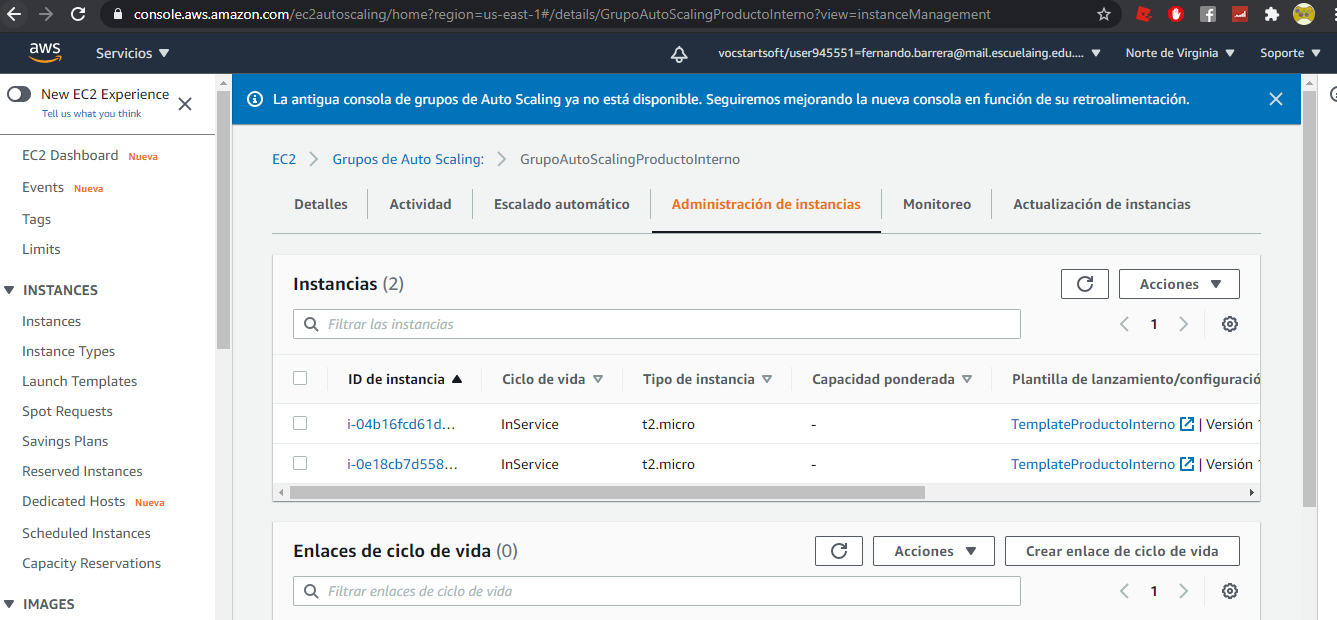 console.aws.amazon.com/ec2autoscaling/home?region=us-east-1#/details/GrupoAutoScalingProductoInterno?view=instanceManagement
aws Servicios vocstartsoft/user945551=fernando.barrera@mail.escuelaing.edu.... Norte de Virginia Soporte
New EC2 Experience
Tell us what you think
La antigua consola de grupos de Auto Scaling ya no está disponible. Seguiremos mejorando la nueva consola en función de su retroalimentación.
EC2 Dashboard Nueva
Events Nueva
Tags
Limits
INSTANCES
Instances
Instance Types
Launch Templates
Spot Requests
Savings Plans
Reserved Instances
Dedicated Hosts Nueva
Scheduled Instances
Capacity Reservations
IMAGES
EC2 > Grupos de Auto Scaling: > GrupoAutoScalingProductoInterno
Detalles Actividad Escalado automático Administración de instancias Monitoreo Actualización de instancias
Instancias (2) Acciones
Filtrar las instancias 1
ID de instancia Ciclo de vida Tipo de instancia Capacidad ponderada Plantilla de lanzamiento/configuració
i-04b16fcd61d... InService t2.micro - TemplateProductoInterno | Versión 1
i-0e18cb7d558... InService t2.micro - TemplateProductoInterno | Versión 1
Enlaces de ciclo de vida (0) Acciones Crear enlace de ciclo de vida
Filtrar enlaces de ciclo de vida 1